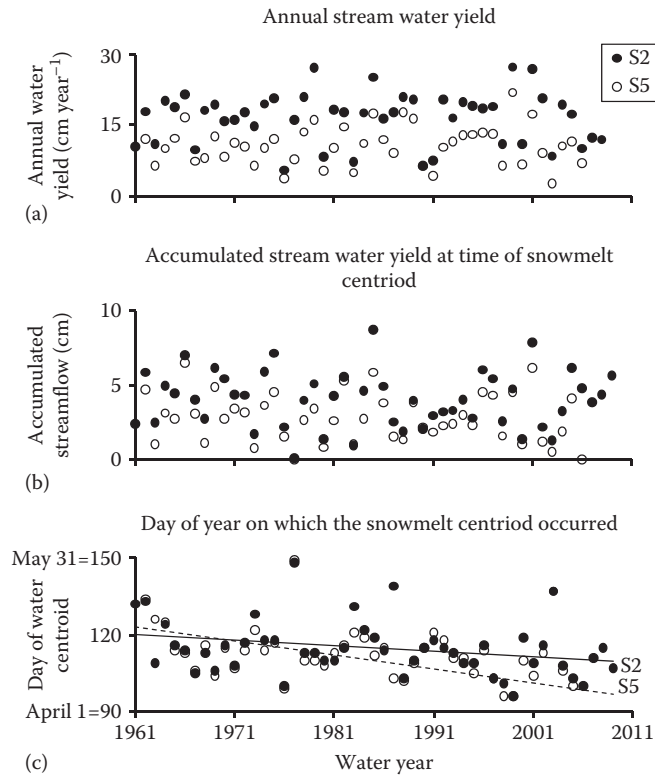 Annual stream water yield
30
15
0
Annual water
yield (cm year−1)
S2
S5
(a)
Accumulated stream water yield at time of snowmelt
centriod
10
5
0
Accumulated
streamflow (cm)
(b)
Day of year on which the snowmelt centriod occurred
May 31=150
120
April 1=90
Day of water
centroid
S2
S5
1961 1971 1981 1991 2001 2011
(c)
Water year